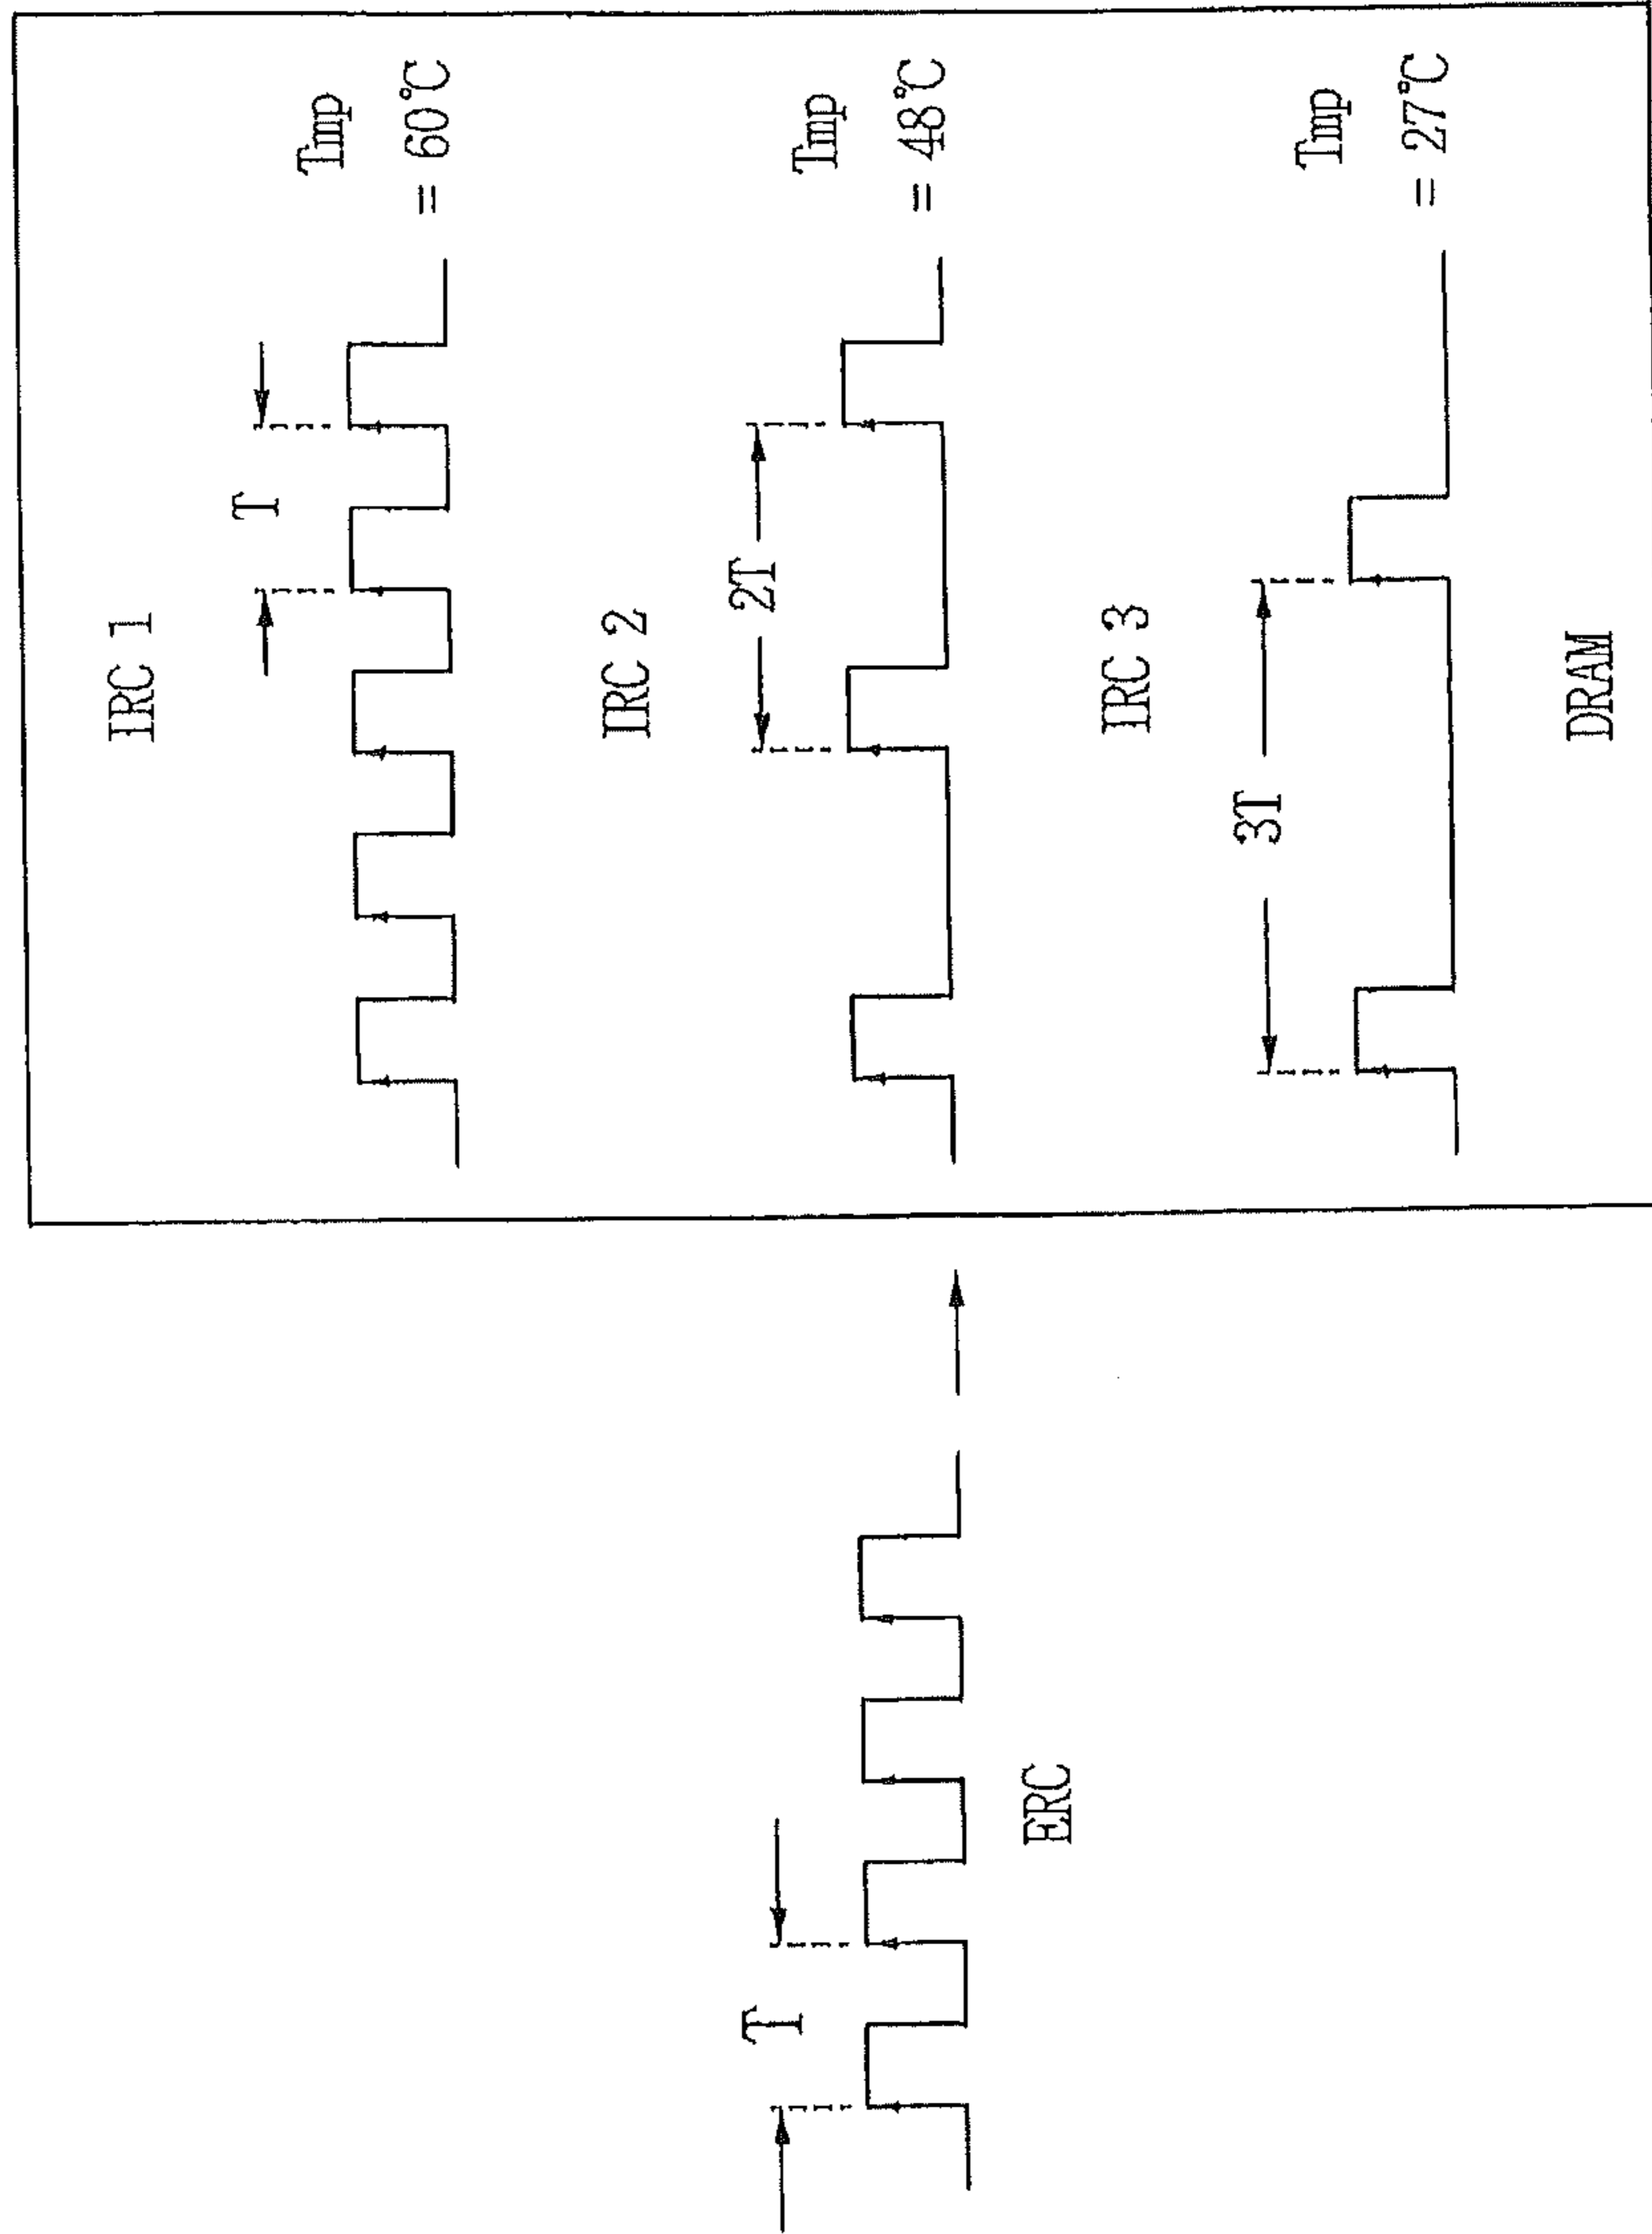 IRC 1
T
Tmp
= 60℃
IRC 2
2T
Tmp
= 48℃
IRC 3
3T
Tmp
= 27℃
DRAM
T
ERC